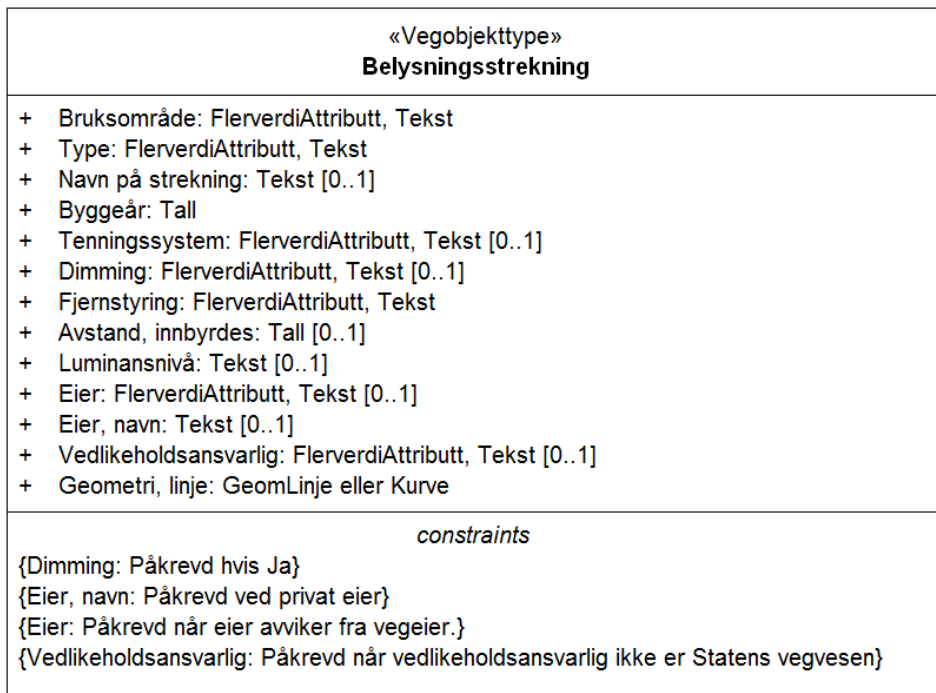 «Vegobjekttype»
Belysningsstrekning
+ Bruksområde: FlerverdiAttributt, Tekst
+ Type: FlerverdiAttributt, Tekst
+ Navn på strekning: Tekst [0..1]
+ Byggeår: Tall
+ Tenningssystem: FlerverdiAttributt, Tekst [0..1]
+ Dimming: FlerverdiAttributt, Tekst [0..1]
+ Fjernstyring: FlerverdiAttributt, Tekst
+ Avstand, innbyrdes: Tall [0..1]
+ Luminansnivå: Tekst [0..1]
+ Eier: FlerverdiAttributt, Tekst [0..1]
+ Eier, navn: Tekst [0..1]
+ Vedlikeholdsansvarlig: FlerverdiAttributt, Tekst [0..1]
+ Geometri, linje: GeomLinje eller Kurve
constraints
{Dimming: Påkrevd hvis Ja}
{Eier, navn: Påkrevd ved privat eier}
{Eier: Påkrevd når eier avviker fra vegeier.}
{Vedlikeholdsansvarlig: Påkrevd når vedlikeholdsansvarlig ikke er Statens vegvesen}